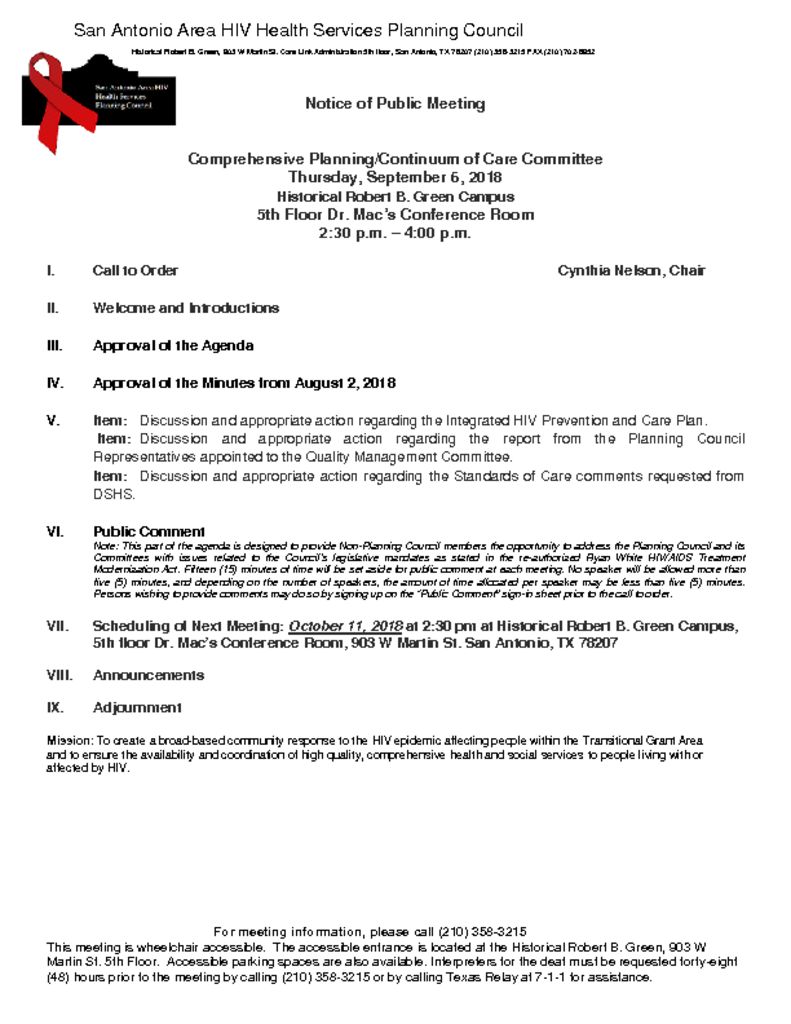 San Antonio Area HIV Health Services Planning Council
Historical Robert B. Green, 903 W Martin St. Care Link Administration 5th floor, San Antonio, TX 78207 (210) 358-3215 FAX (210) 702-6952
San Antonio Area HIV
Health Services
Planning Council
Notice of Public Meeting
Comprehensive Planning/Continuum of Care Committee
Thursday, September 6, 2018
Historical Robert B. Green Campus
5th Floor Dr. Mac's Conference Room
2:30 p.m. – 4:00 p.m.
I. Call to Order Cynthia Nelson, Chair
II. Welcome and Introductions
III. Approval of the Agenda
IV. Approval of the Minutes from August 2, 2018
V. Item: Discussion and appropriate action regarding the Integrated HIV Prevention and Care Plan.
Item: Discussion and appropriate action regarding the report from the Planning Council
Representatives appointed to the Quality Management Committee.
Item: Discussion and appropriate action regarding the Standards of Care comments requested from
DSHS.
VI. Public Comment
Note: This part of the agenda is designed to provide Non-Planning Council members the opportunity to address the Planning Council and its
Committees with issues related to the Council's legislative mandates as stated in the re-authorized Ryan White HIV/AIDS Treatment
Modernization Act. Fifteen (15) minutes of time will be set aside for public comment at each meeting. No speaker will be allowed more than
five (5) minutes, and depending on the number of speakers, the amount of time allocated per speaker may be less than five (5) minutes.
Persons wishing to provide comments may do so by signing up on the "Public Comment" sign-in sheet prior to the call to order.
VII. Scheduling of Next Meeting: October 11, 2018 at 2:30 pm at Historical Robert B. Green Campus,
5th floor Dr. Mac's Conference Room, 903 W Martin St. San Antonio, TX 78207
VIII. Announcements
IX. Adjournment
Mission: To create a broad-based community response to the HIV epidemic affecting people within the Transitional Grant Area
and to ensure the availability and coordination of high quality, comprehensive health and social services to people living with or
affected by HIV.
For meeting information, please call (210) 358-3215
This meeting is wheelchair accessible. The accessible entrance is located at the Historical Robert B. Green, 903 W
Martin St. 5th Floor. Accessible parking spaces are also available. Interpreters for the deaf must be requested forty-eight
(48) hours prior to the meeting by calling (210) 358-3215 or by calling Texas Relay at 7-1-1 for assistance.